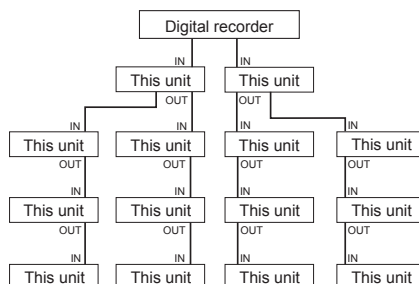 Digital recorder
IN IN
This unit This unit
OUT OUT
IN IN IN IN
This unit This unit This unit This unit
OUT OUT OUT OUT
IN IN IN IN
This unit This unit This unit This unit
OUT OUT OUT OUT
IN IN IN IN
This unit This unit This unit This unit